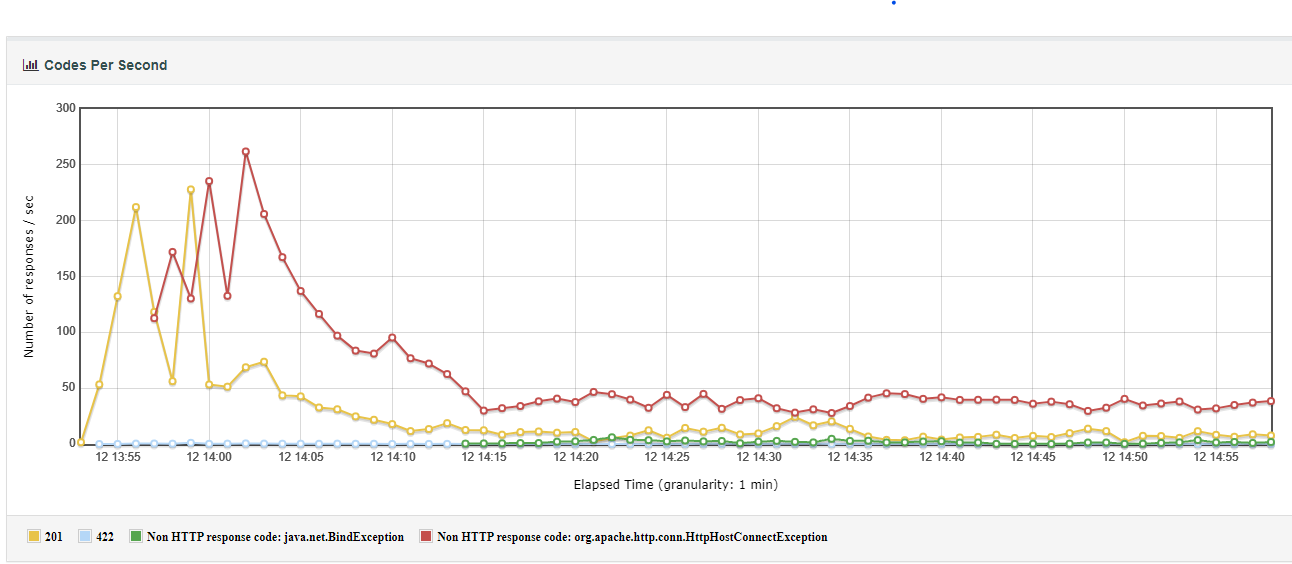 Codes Per Second
300
250
200
150
100
50
0
Number of responses / sec
12 13:55 12 14:00 12 14:05 12 14:10 12 14:15 12 14:20 12 14:25 12 14:30 12 14:35 12 14:40 12 14:45 12 14:50 12 14:55
Elapsed Time (granularity: 1 min)
201 422 Non HTTP response code: java.net.BindException Non HTTP response code: org.apache.http.conn.HttpHostConnectException